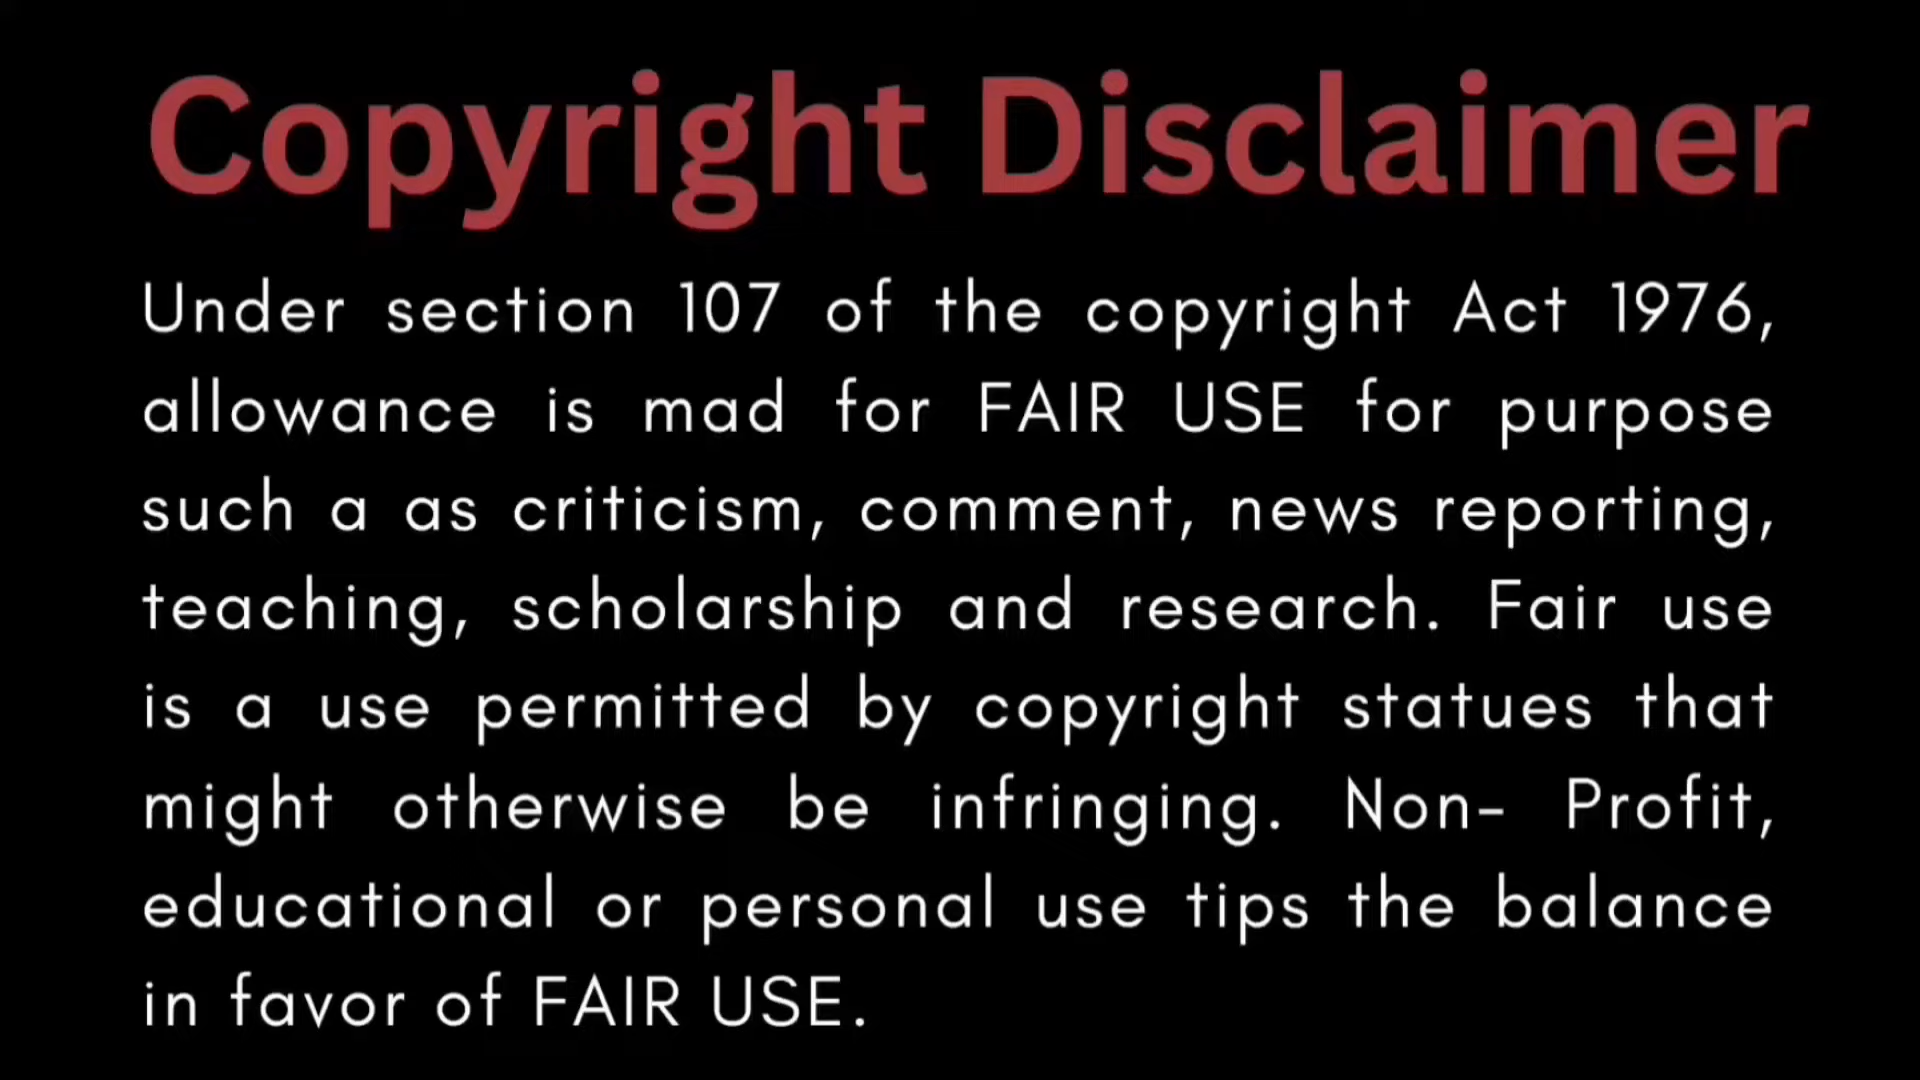 Copyright Disclaimer
Under section 107 of the copyright Act 1976,
allowance is mad for FAIR USE for purpose
such a as criticism, comment, news reporting,
teaching, scholarship and research. Fair use
is a use permitted by copyright statues that
might otherwise be infringing. Non- Profit,
educational or personal use tips the balance
in favor of FAIR USE.